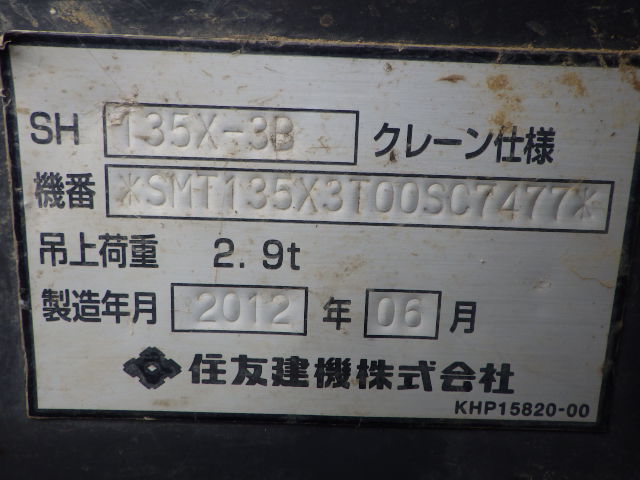 SH 135X-3B クレーン仕様
機番 *SMT135X3T00SC7477*
吊上荷重 2.9t
製造年月 2012 年 06 月
住友建機株式会社
KHP15820-00